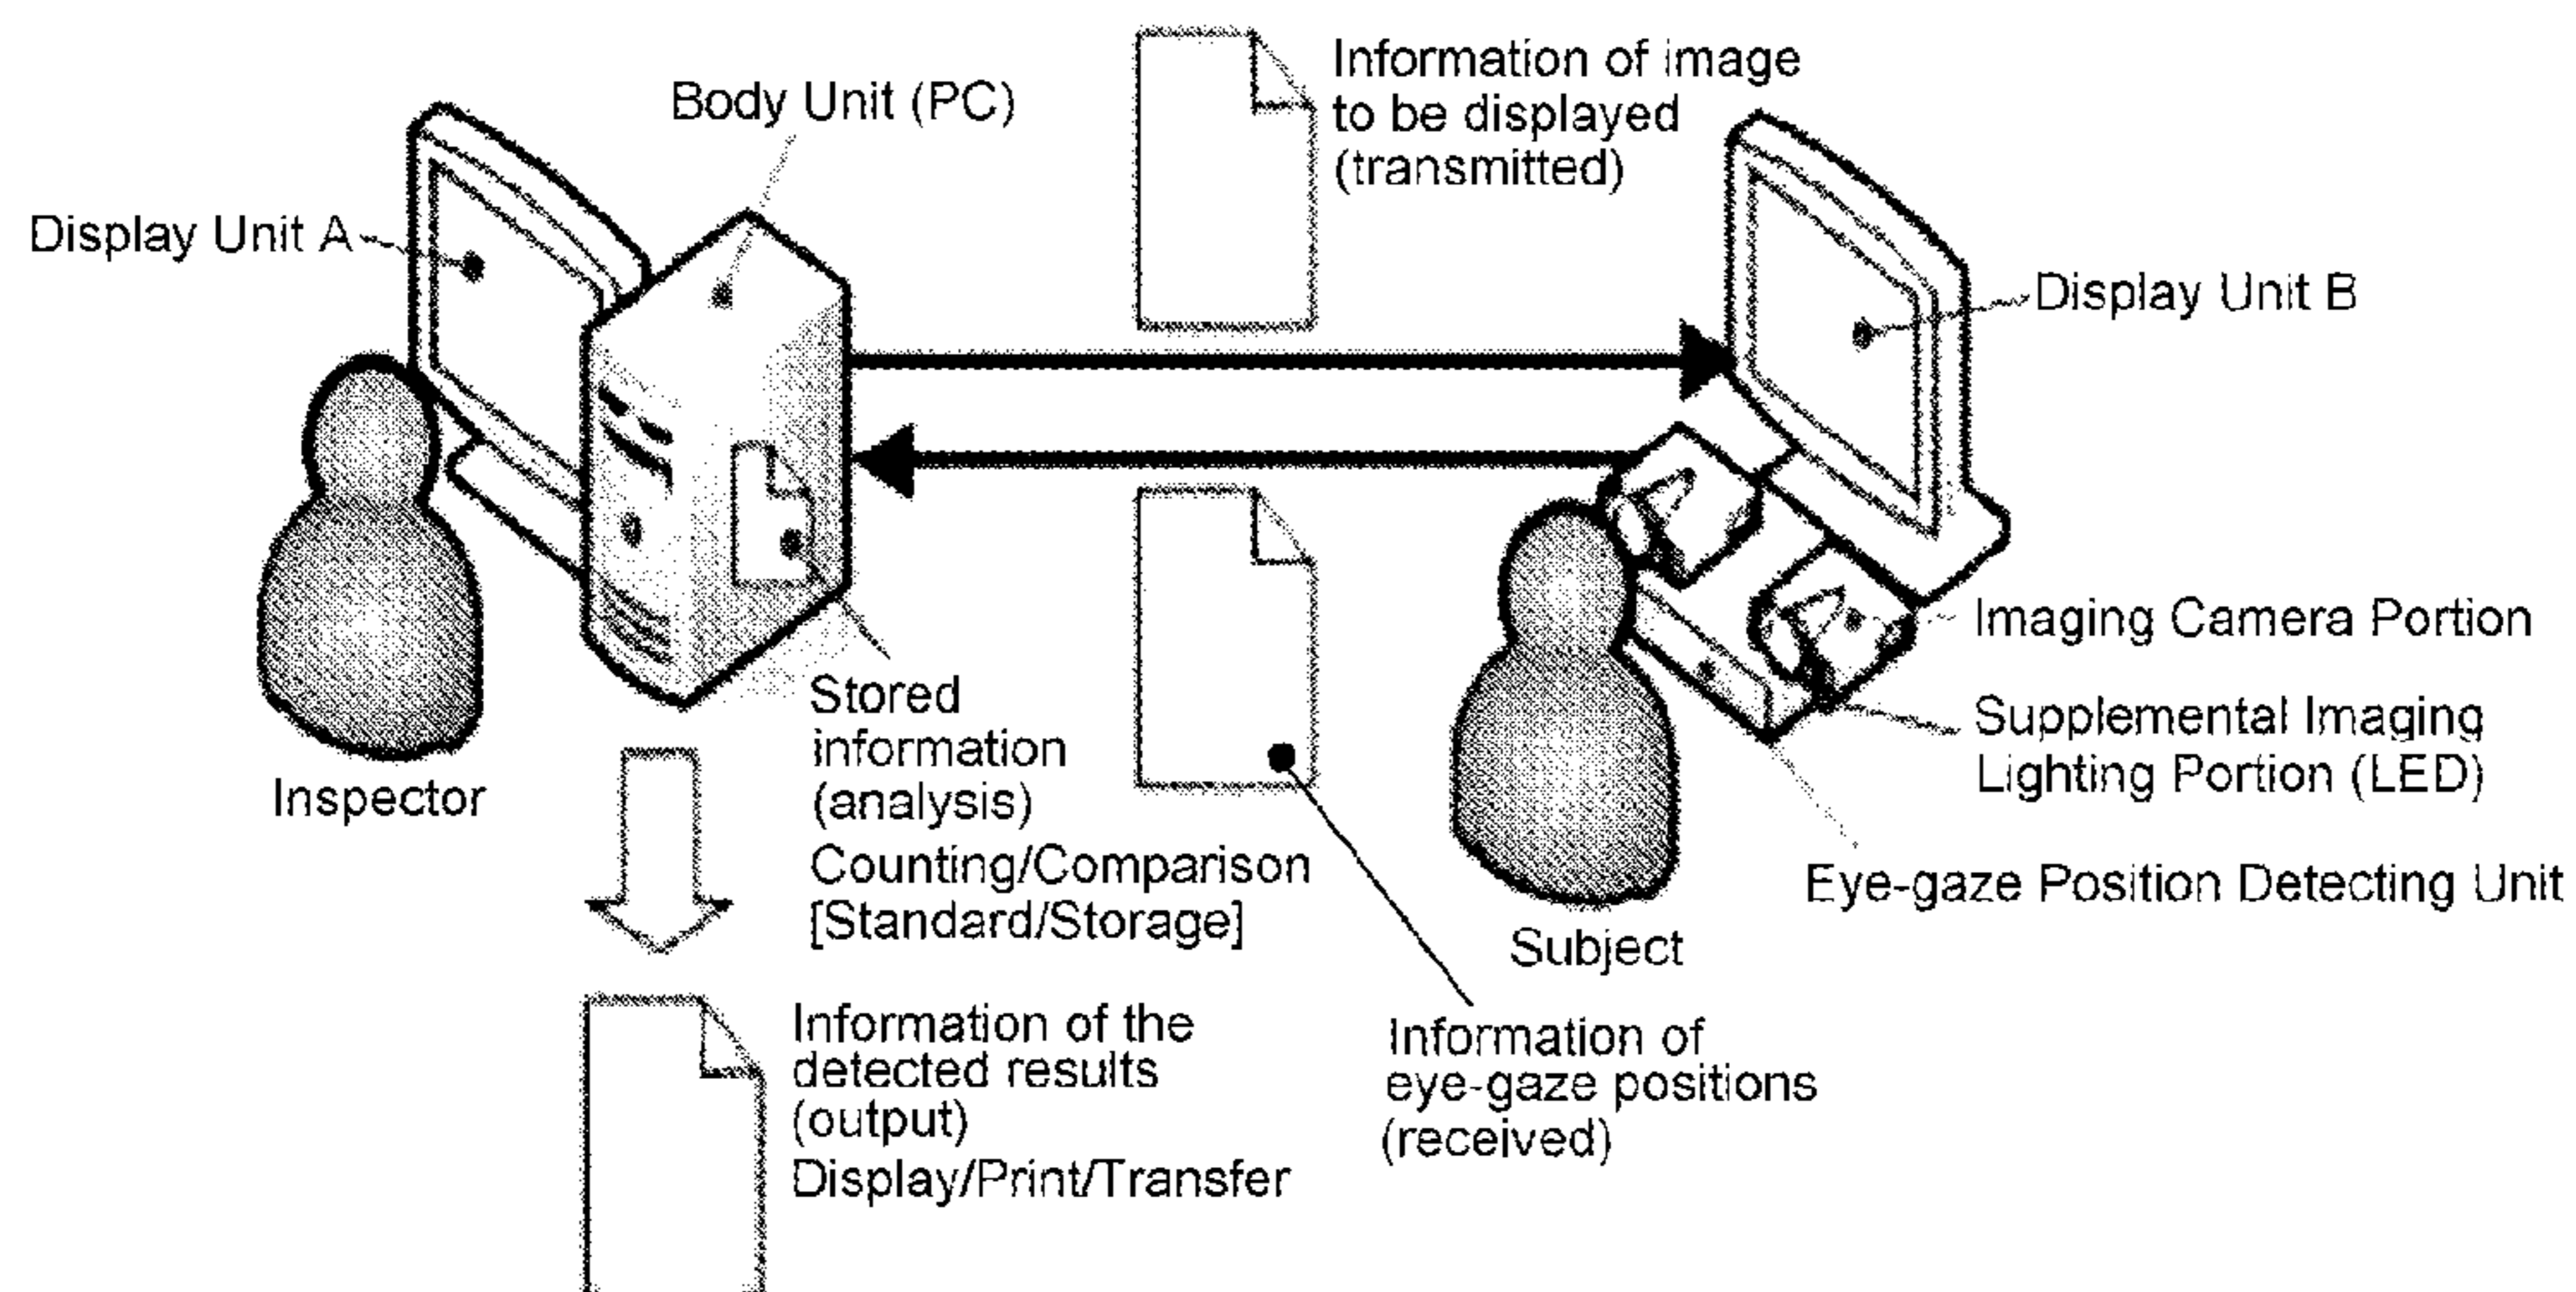 Information of image
to be displayed
(transmitted)
Body Unit (PC)
Display Unit A
Display Unit B
Imaging Camera Portion
Supplemental Imaging
Lighting Portion (LED)
Eye-gaze Position Detecting Unit
Stored
information
(analysis)
Counting/Comparison
[Standard/Storage]
Inspector
Subject
Information of the
detected results
(output)
Display/Print/Transfer
Information of
eye-gaze positions
(received)